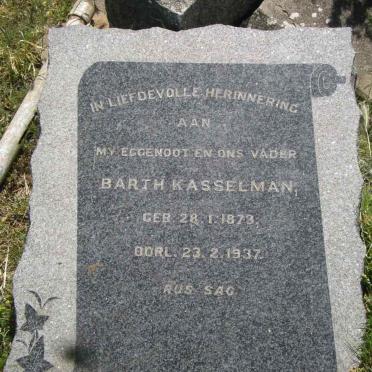 IN LIEFDEVOLLE HERINNERING
AAN
MY EGGENOOT EN ONS VADER
BARTH KASSELMAN,
GEB. 28.1.1873.
OORL. 23.2.1937.
RUS SAG